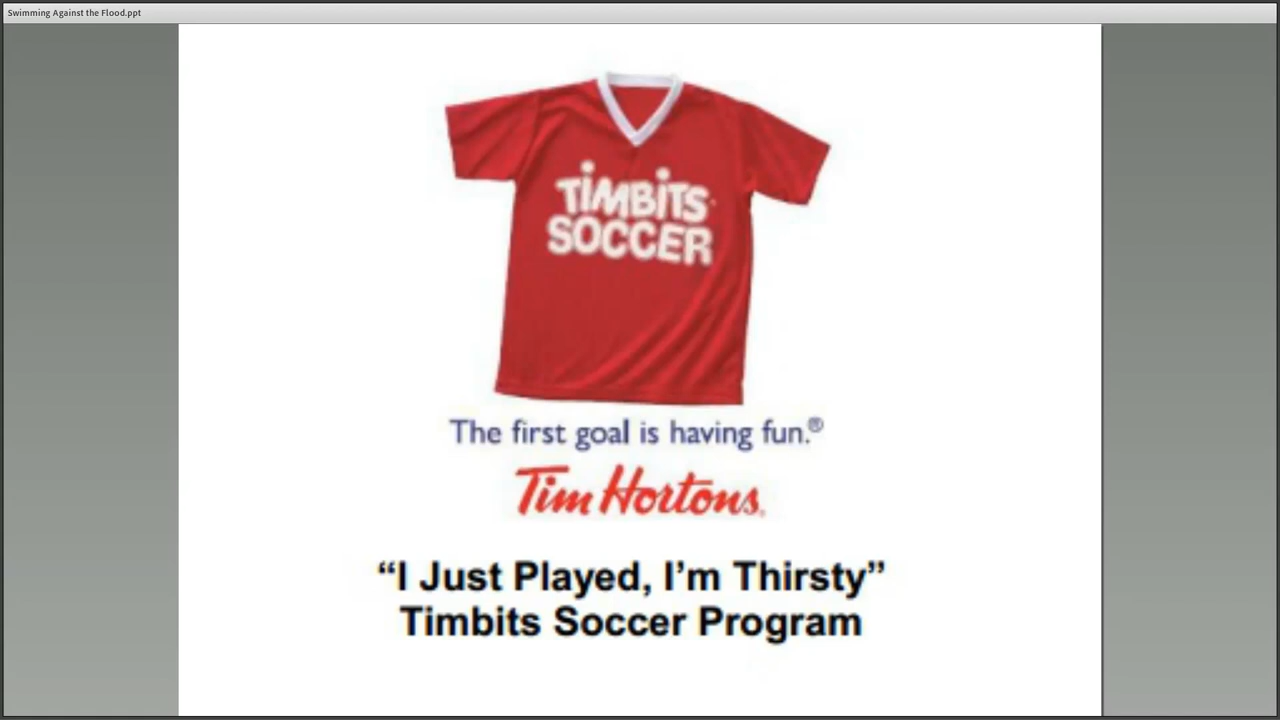 Swimming Against the Flood.ppt
TiMBiTS
SOCCER
The first goal is having fun.®
Tim Hortons®
“I Just Played, I’m Thirsty”
Timbits Soccer Program